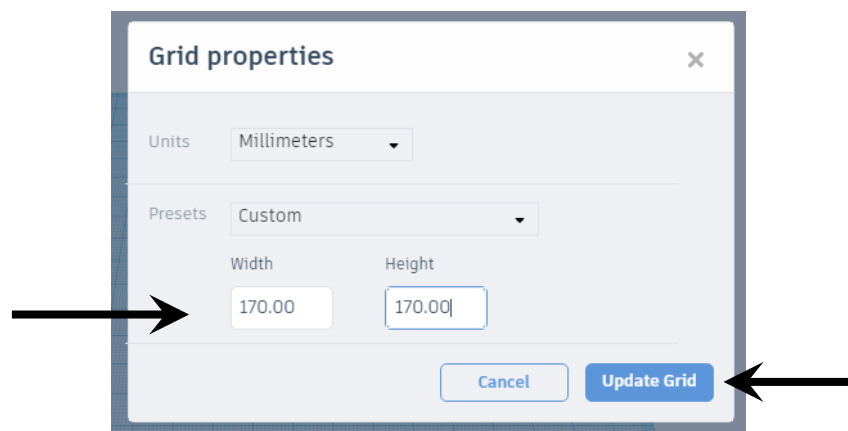 Grid properties
Units Millimeters
Presets Custom
Width Height
170.00 170.00
Cancel Update Grid